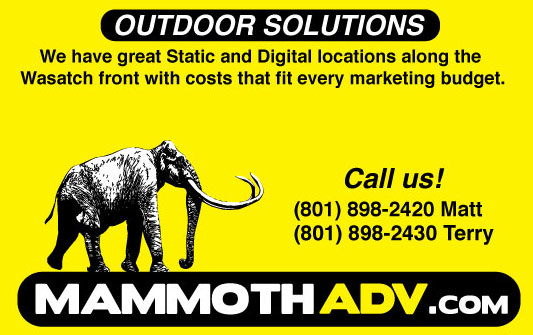 OUTDOOR SOLUTIONS
We have great Static and Digital locations along the
Wasatch front with costs that fit every marketing budget.
Call us!
(801) 898-2420 Matt
(801) 898-2430 Terry
MAMMOTHADV.COM